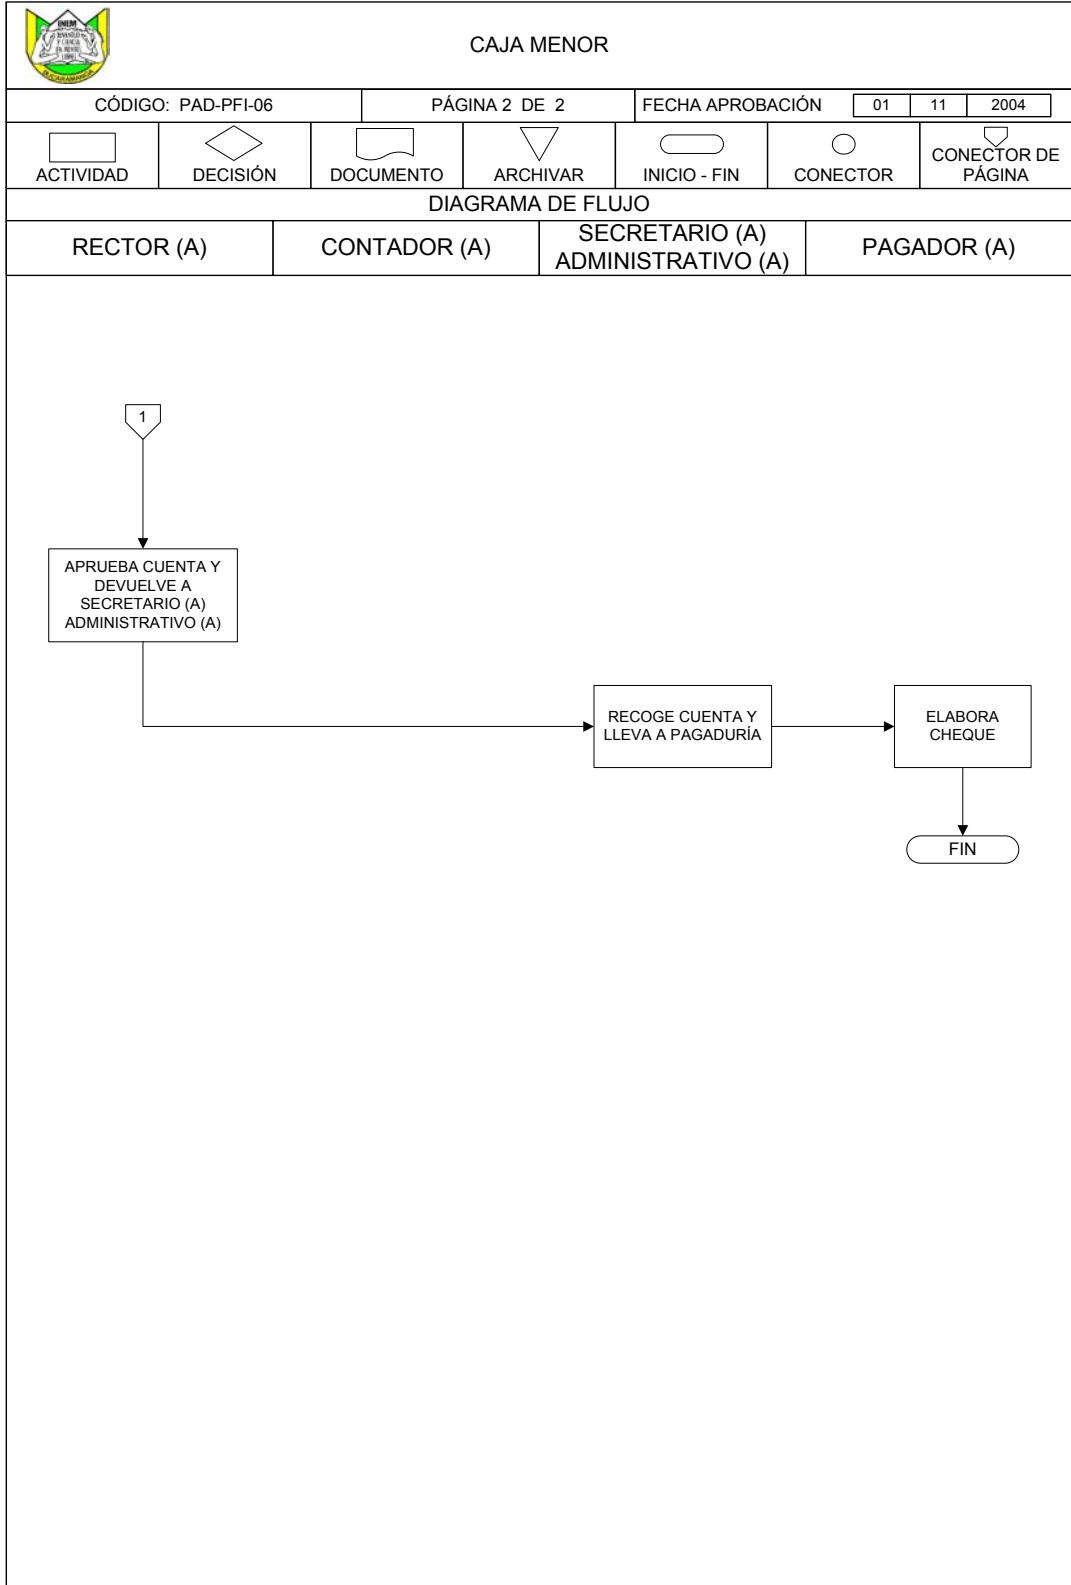 INEM
BUCARAMANGA
CAJA MENOR
CÓDIGO: PAD-PFI-06
PÁGINA 2 DE 2
FECHA APROBACIÓN 01 11 2004
ACTIVIDAD
DECISIÓN
DOCUMENTO
ARCHIVAR
INICIO - FIN
CONECTOR
CONECTOR DE
PÁGINA
DIAGRAMA DE FLUJO
RECTOR (A)
CONTADOR (A)
SECRETARIO (A)
ADMINISTRATIVO (A)
PAGADOR (A)
1
APRUEBA CUENTA Y
DEVUELVE A
SECRETARIO (A)
ADMINISTRATIVO (A)
RECOGE CUENTA Y
LLEVA A PAGADURÍA
ELABORA
CHEQUE
FIN